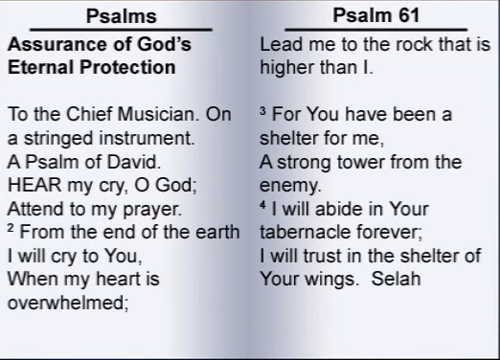 Psalms
Assurance of God's
Eternal Protection
To the Chief Musician. On
a stringed instrument.
A Psalm of David.
HEAR my cry, O God;
Attend to my prayer.
² From the end of the earth
I will cry to You,
When my heart is
overwhelmed;
Psalm 61
Lead me to the rock that is
higher than I.
³ For You have been a
shelter for me,
A strong tower from the
enemy.
⁴ I will abide in Your
tabernacle forever;
I will trust in the shelter of
Your wings. Selah